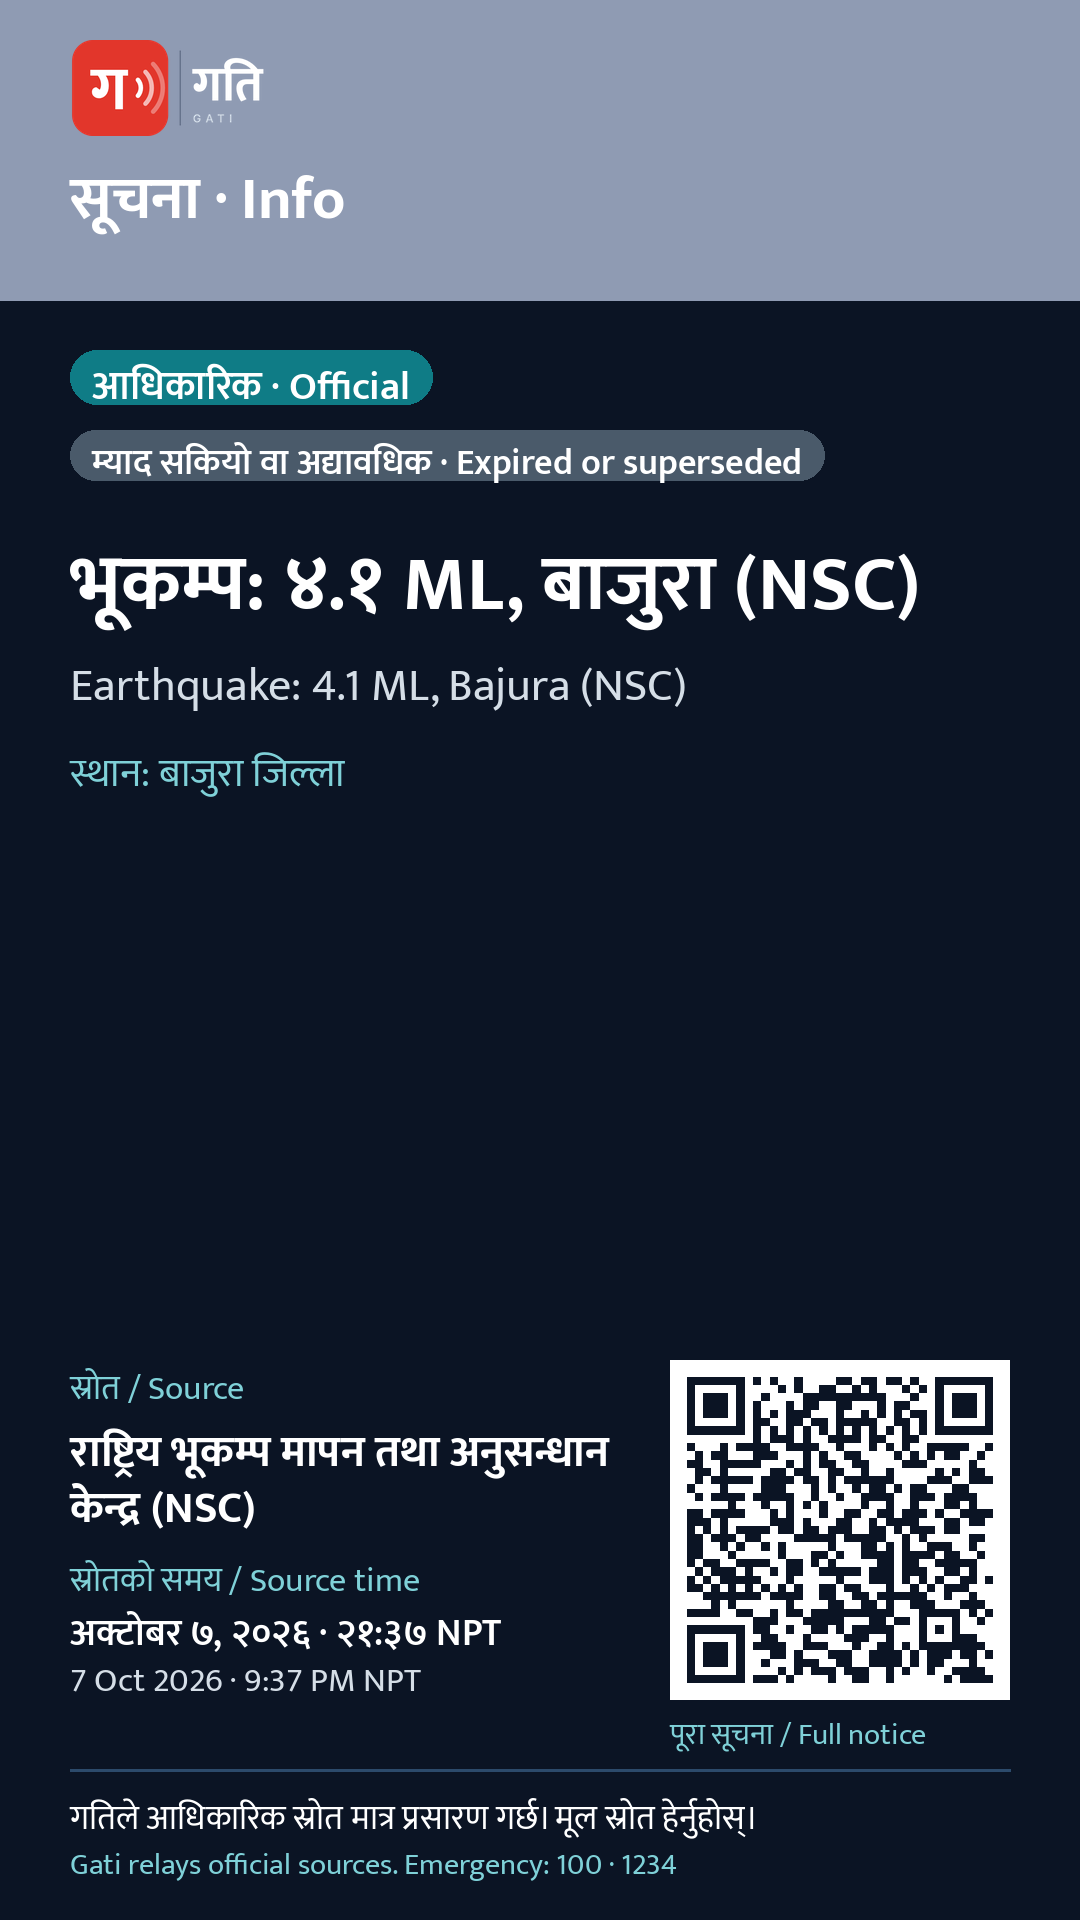 ग
गति
GATI
सूचना · Info
आधिकारिक · Official
म्याद सकियो वा अद्यावधिक · Expired or superseded
भूकम्प: ४.१ ML, बाजुरा (NSC)
Earthquake: 4.1 ML, Bajura (NSC)
स्थान: बाजुरा जिल्ला
स्रोत / Source
राष्ट्रिय भूकम्प मापन तथा अनुसन्धान
केन्द्र (NSC)
स्रोतको समय / Source time
अक्टोबर ७, २०२६ · २१:३७ NPT
7 Oct 2026 · 9:37 PM NPT
पूरा सूचना / Full notice
गतिले आधिकारिक स्रोत मात्र प्रसारण गर्छ। मूल स्रोत हेर्नुहोस्।
Gati relays official sources. Emergency: 100 · 1234